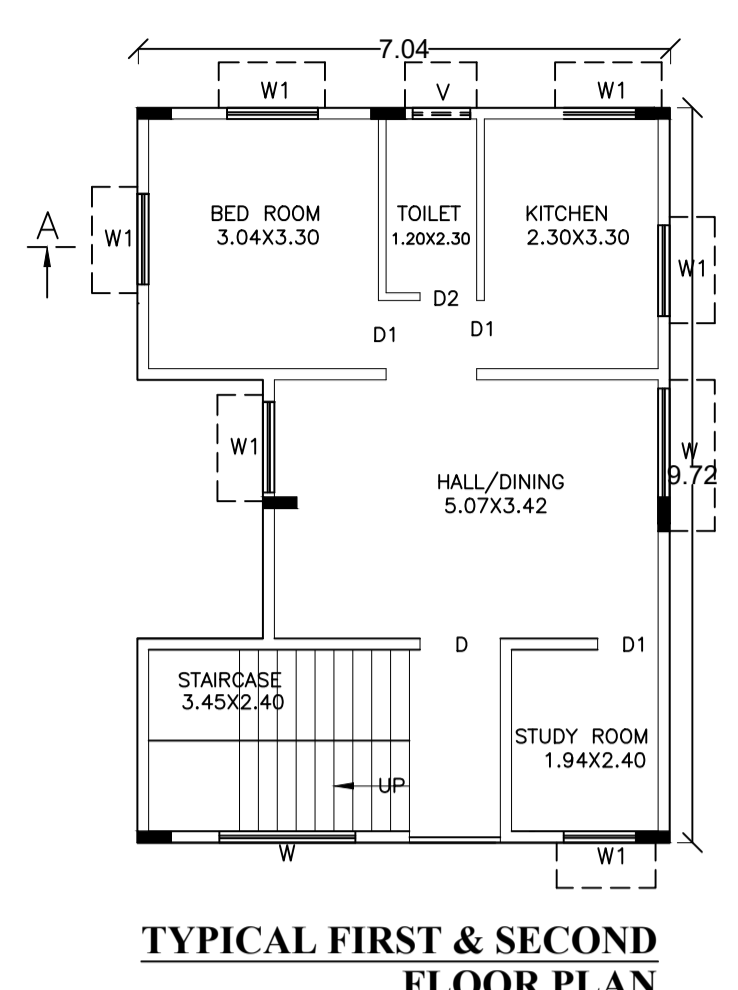 7.04
W1
V
W1
BED ROOM
3.04X3.30
TOILET
1.20X2.30
KITCHEN
2.30X3.30
A
W1
W1
D2
D1
D1
W1
W
9.72
HALL/DINING
5.07X3.42
D
D1
STAIRCASE
3.45X2.40
STUDY ROOM
1.94X2.40
UP
W
W1
TYPICAL FIRST & SECOND
FLOOR PLAN